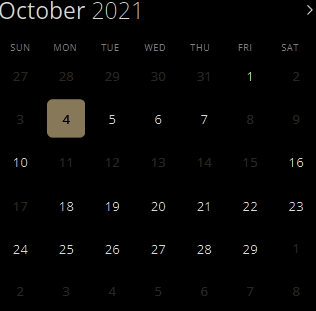 October 2021 >
SUN MON TUE WED THU FRI SAT
27 28 29 30 31 1 2
3 4 5 6 7 8 9
10 11 12 13 14 15 16
17 18 19 20 21 22 23
24 25 26 27 28 29 1
2 3 4 5 6 7 8